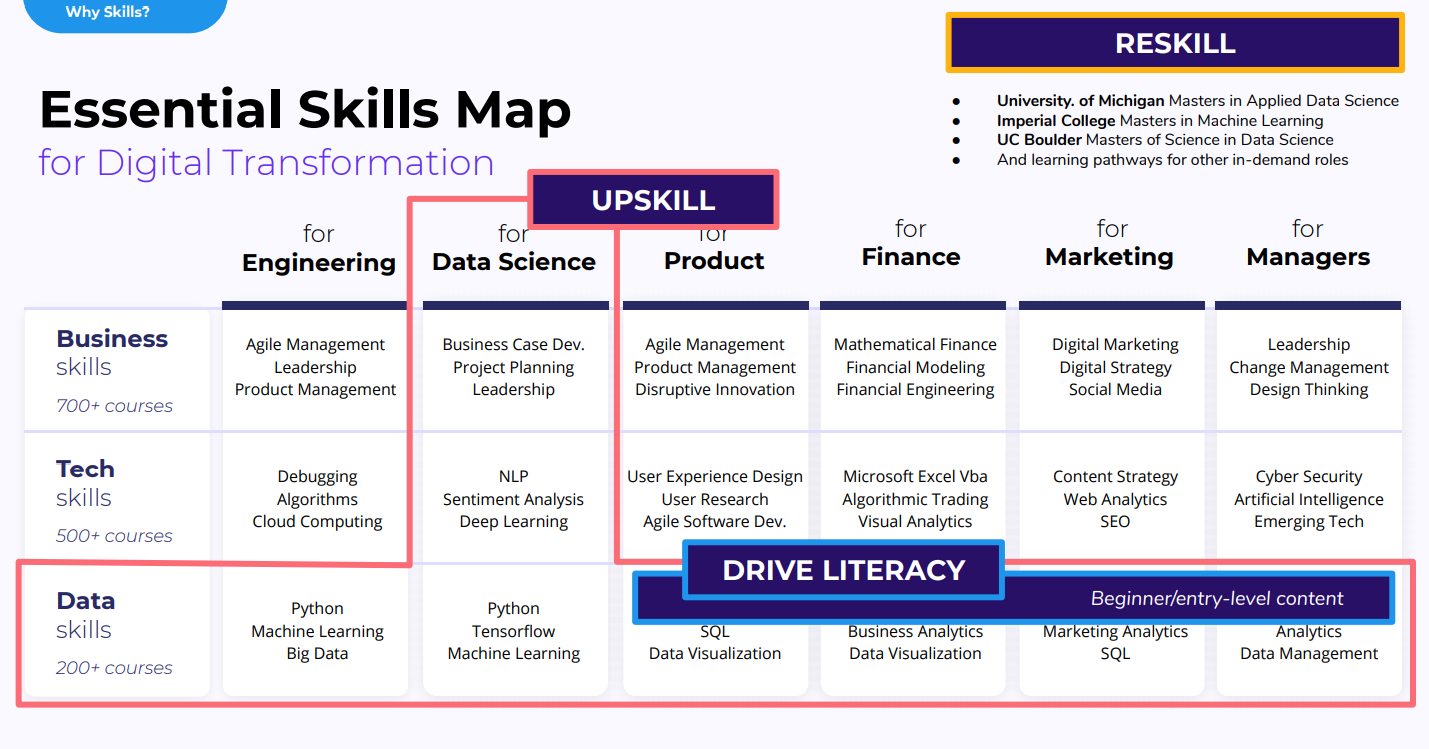 Why Skills?
RESKILL
Essential Skills Map
for Digital Transformation
● University. of Michigan Masters in Applied Data Science
● Imperial College Masters in Machine Learning
● UC Boulder Masters of Science in Data Science
● And learning pathways for other in-demand roles
UPSKILL
for
Engineering
for
Data Science
for
Product
for
Finance
for
Marketing
for
Managers
Business
skills
700+ courses
Agile Management
Leadership
Product Management
Business Case Dev.
Project Planning
Leadership
Agile Management
Product Management
Disruptive Innovation
Mathematical Finance
Financial Modeling
Financial Engineering
Digital Marketing
Digital Strategy
Social Media
Leadership
Change Management
Design Thinking
Tech
skills
500+ courses
Debugging
Algorithms
Cloud Computing
NLP
Sentiment Analysis
Deep Learning
User Experience Design
User Research
Agile Software Dev.
Microsoft Excel Vba
Algorithmic Trading
Visual Analytics
Content Strategy
Web Analytics
SEO
Cyber Security
Artificial Intelligence
Emerging Tech
DRIVE LITERACY
Beginner/entry-level content
Data
skills
200+ courses
Python
Machine Learning
Big Data
Python
Tensorflow
Machine Learning
SQL
Data Visualization
Business Analytics
Data Visualization
Marketing Analytics
SQL
Analytics
Data Management